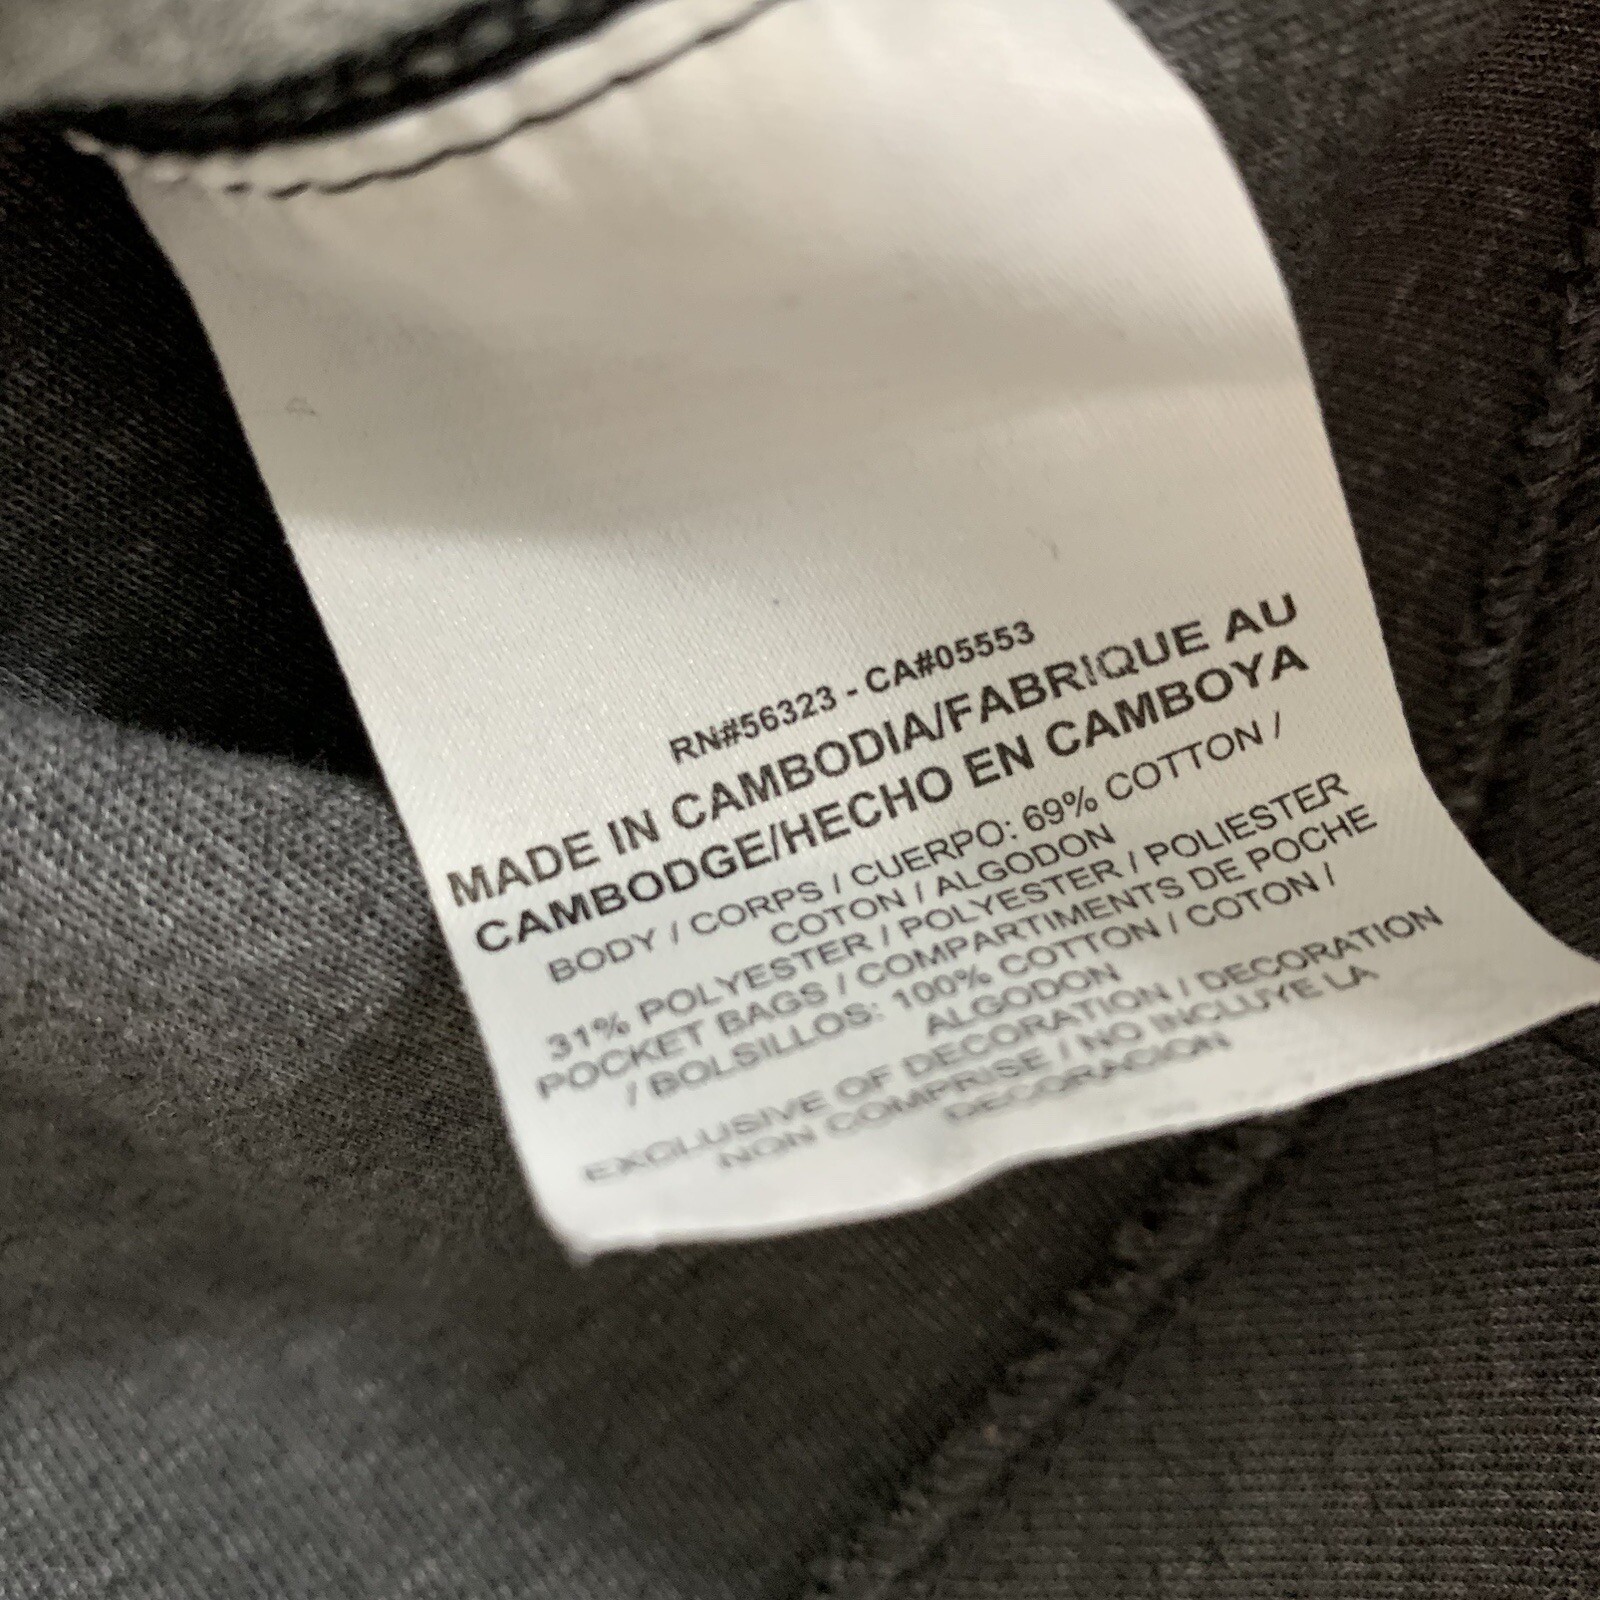 RN#56323 - CA#05553
MADE IN CAMBODIA/FABRIQUE AU
CAMBODGE/HECHO EN CAMBOYA
BODY / CORPS / CUERPO: 69% COTTON /
COTON / ALGODON
31% POLYESTER / POLYESTER / POLIESTER
POCKET BAGS / COMPARTIMENTS DE POCHE
/ BOLSILLOS: 100% COTTON / COTON /
ALGODON
EXCLUSIVE OF DECORATION / DECORATION
NON COMPRISE / NO INCLUYE LA
DECORACION